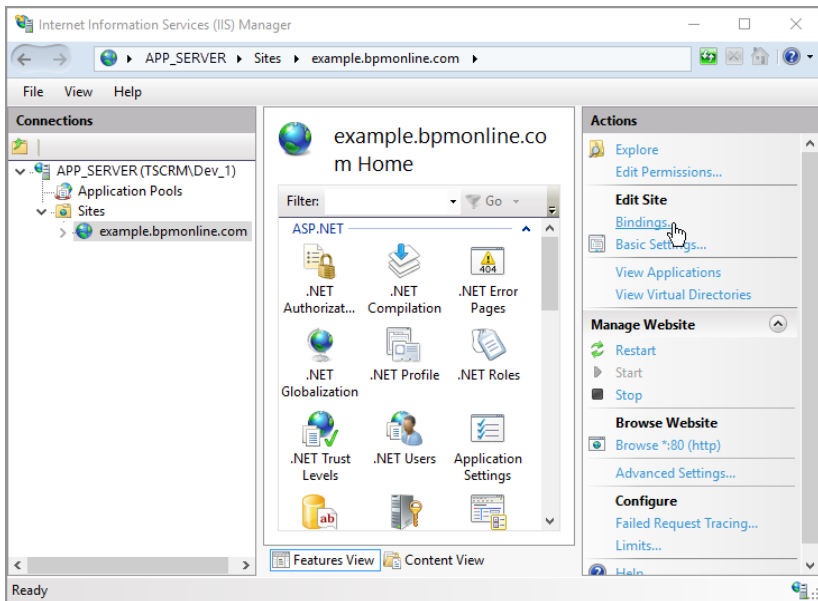 Internet Information Services (IIS) Manager
APP_SERVER Sites example.bpmonline.com
File View Help
Connections
APP_SERVER (TSCRM\Dev_1)
Application Pools
Sites
example.bpmonline.com
example.bpmonline.co
m Home
Filter:
Go
ASP.NET
.NET
Authorizat...
.NET
Compilation
404
.NET Error
Pages
.NET
Globalization
.NET Profile
.NET Roles
.NET Trust
Levels
.NET Users
Application
Settings
ab
Features View
Content View
Actions
Explore
Edit Permissions...
Edit Site
Bindings...
Basic Settings...
View Applications
View Virtual Directories
Manage Website
Restart
Start
Stop
Browse Website
Browse *:80 (http)
Advanced Settings...
Configure
Failed Request Tracing...
Limits...
Help
Ready